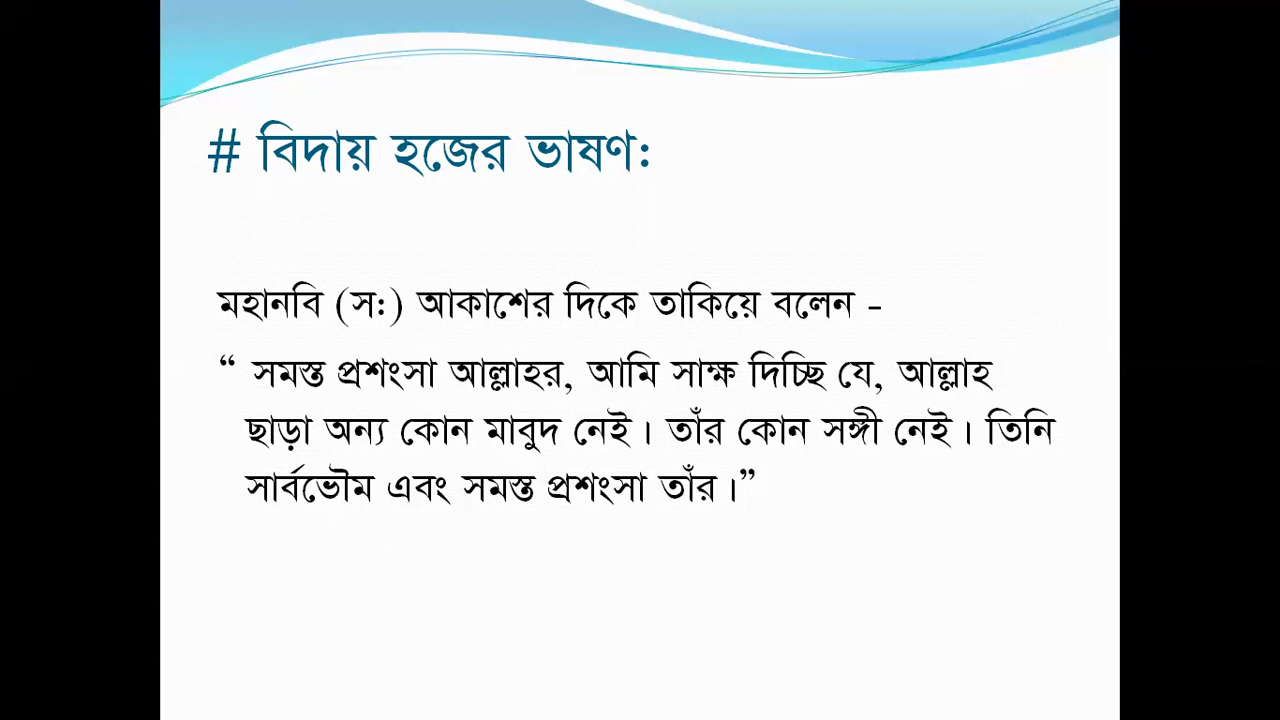 # বিদায় হজের ভাষণ:
মহানবি (স:) আকাশের দিকে তাকিয়ে বলেন -
“ সমস্ত প্রশংসা আল্লাহর, আমি সাক্ষ দিচ্ছি যে, আল্লাহ
ছাড়া অন্য কোন মাবুদ নেই। তাঁর কোন সঙ্গী নেই। তিনি
সার্বভৌম এবং সমস্ত প্রশংসা তাঁর।”